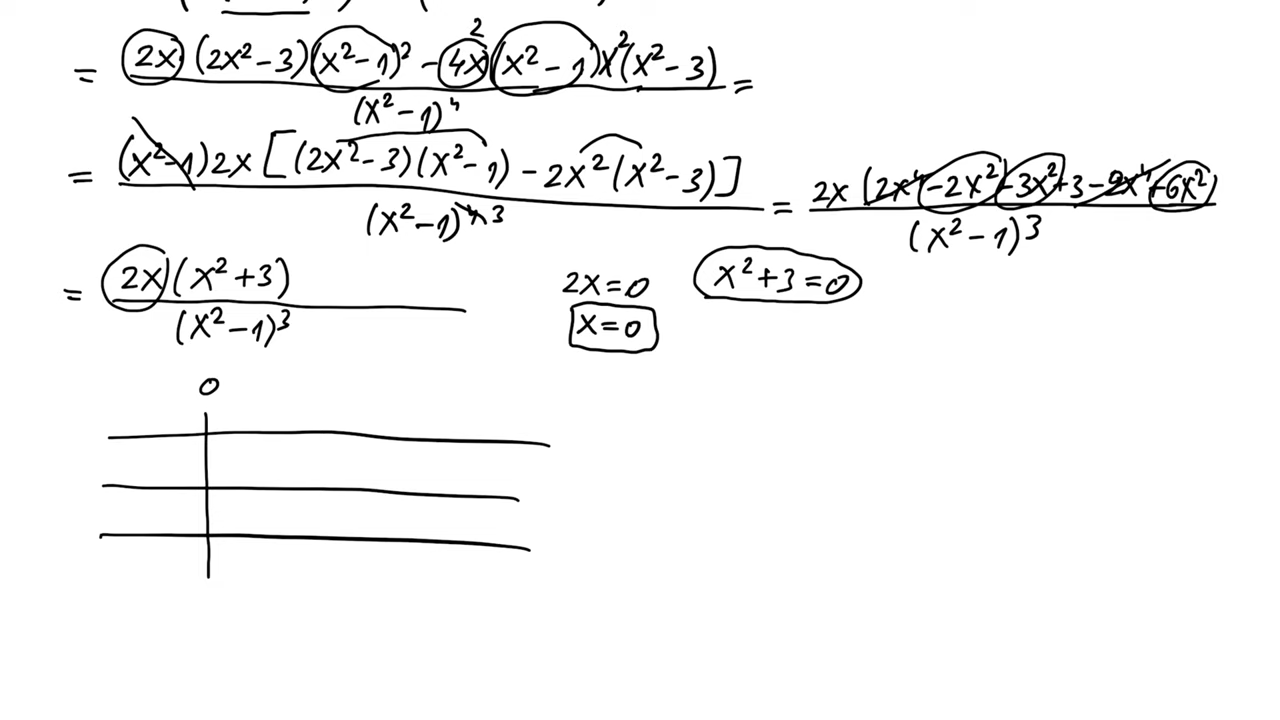 = 2x(2x²-3)(x²-1)² - 4x²(x²-1)x²(x²-3) / (x²-1)⁴ =
= (x²-1)2x[(2x²-3)(x²-1) - 2x²(x²-3)] / (x²-1)⁴ ³ = 2x(2x⁴-2x²-3x²+3-2x⁴+6x²) / (x²-1)³
= 2x(x²+3) / (x²-1)³ 2x=0 x²+3=0
x=0
0